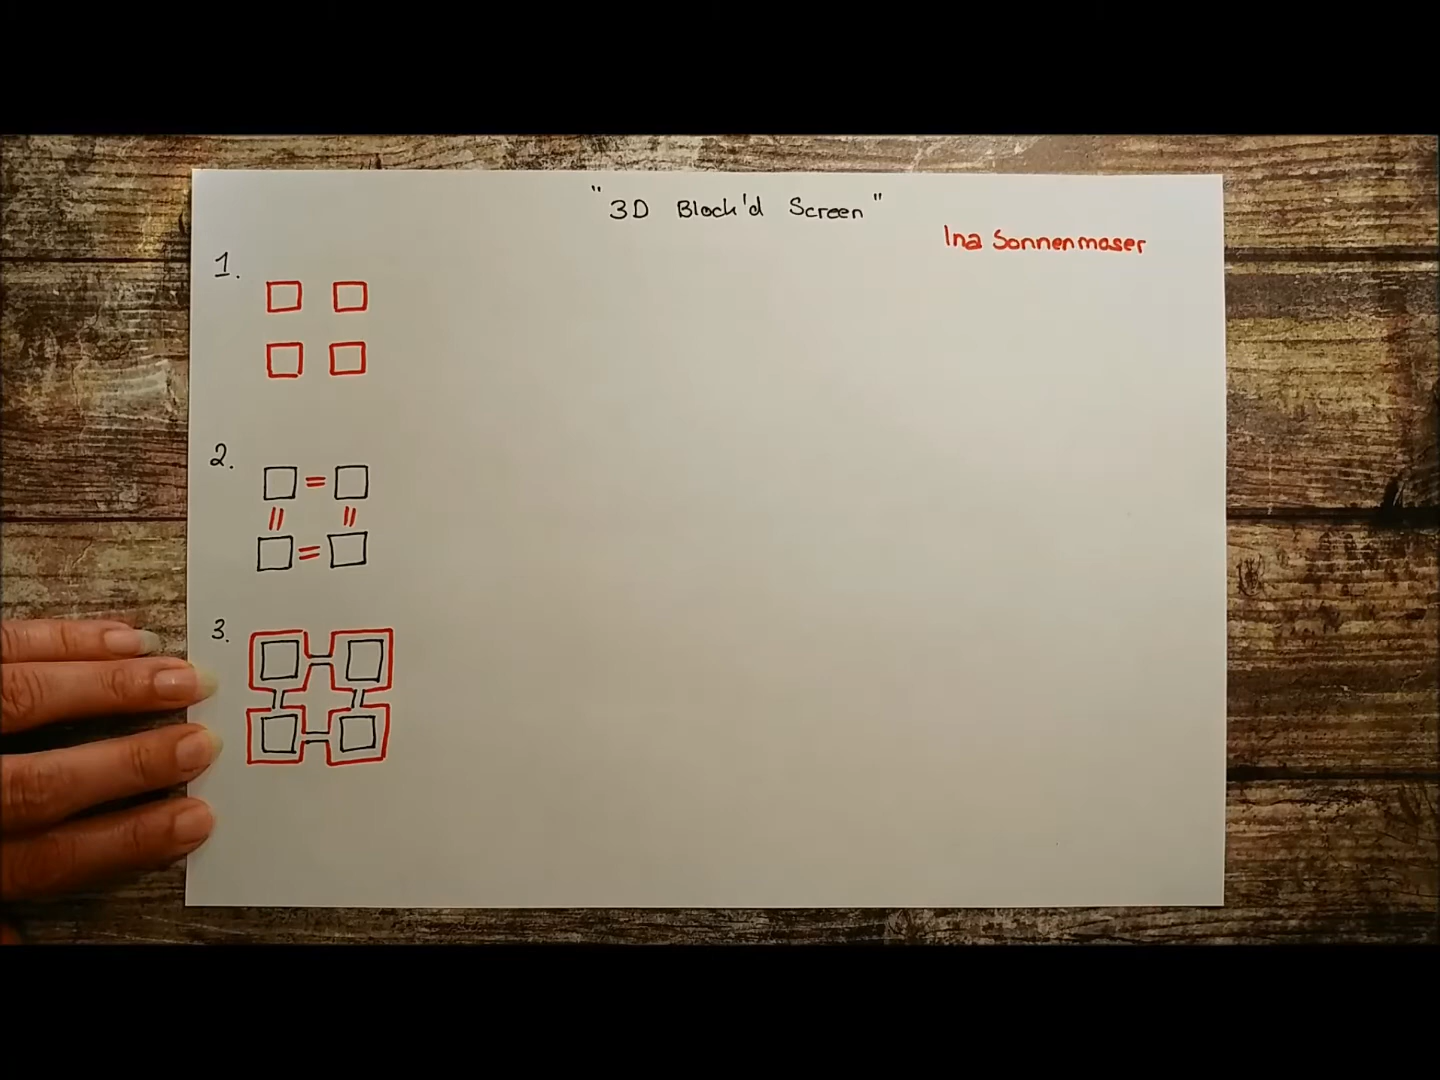 "3D Block'd Screen"
Ina Sonnenmoser
1.
2.
3.